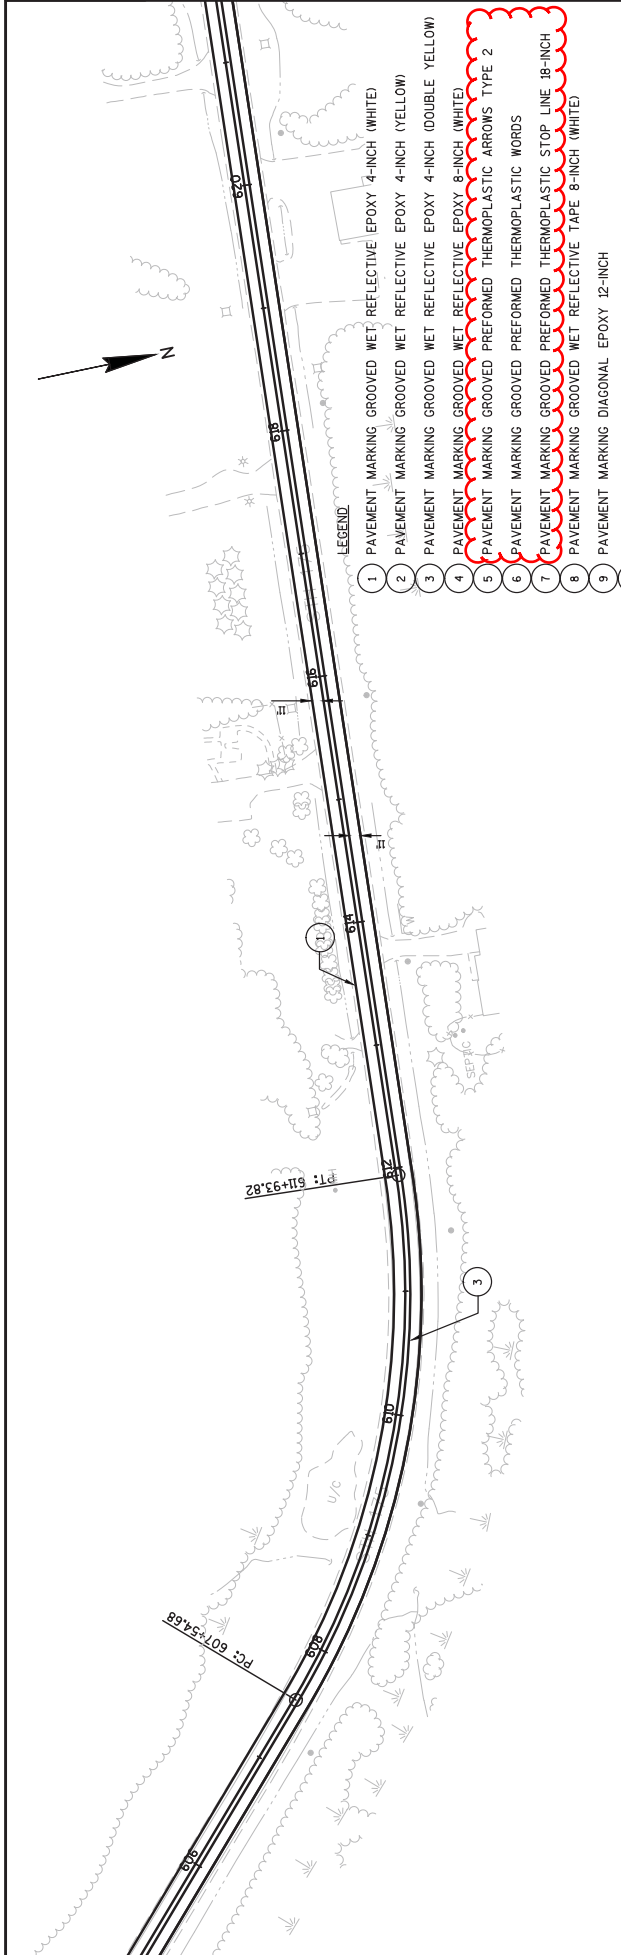 LEGEND
1 PAVEMENT MARKING GROOVED WET REFLECTIVE EPOXY 4-INCH (WHITE)
2 PAVEMENT MARKING GROOVED WET REFLECTIVE EPOXY 4-INCH (YELLOW)
3 PAVEMENT MARKING GROOVED WET REFLECTIVE EPOXY 4-INCH (DOUBLE YELLOW)
4 PAVEMENT MARKING GROOVED WET REFLECTIVE EPOXY 8-INCH (WHITE)
5 PAVEMENT MARKING GROOVED PREFORMED THERMOPLASTIC ARROWS TYPE 2
6 PAVEMENT MARKING GROOVED PREFORMED THERMOPLASTIC WORDS
7 PAVEMENT MARKING GROOVED PREFORMED THERMOPLASTIC STOP LINE 18-INCH
8 PAVEMENT MARKING GROOVED WET REFLECTIVE TAPE 8-INCH (WHITE)
9 PAVEMENT MARKING DIAGONAL EPOXY 12-INCH
N
606
PC: 607+54.68
608
U/C
610
3
PT: 611+93.82
612
SEPTIC
1
614
W
11'
11'
616
618
620